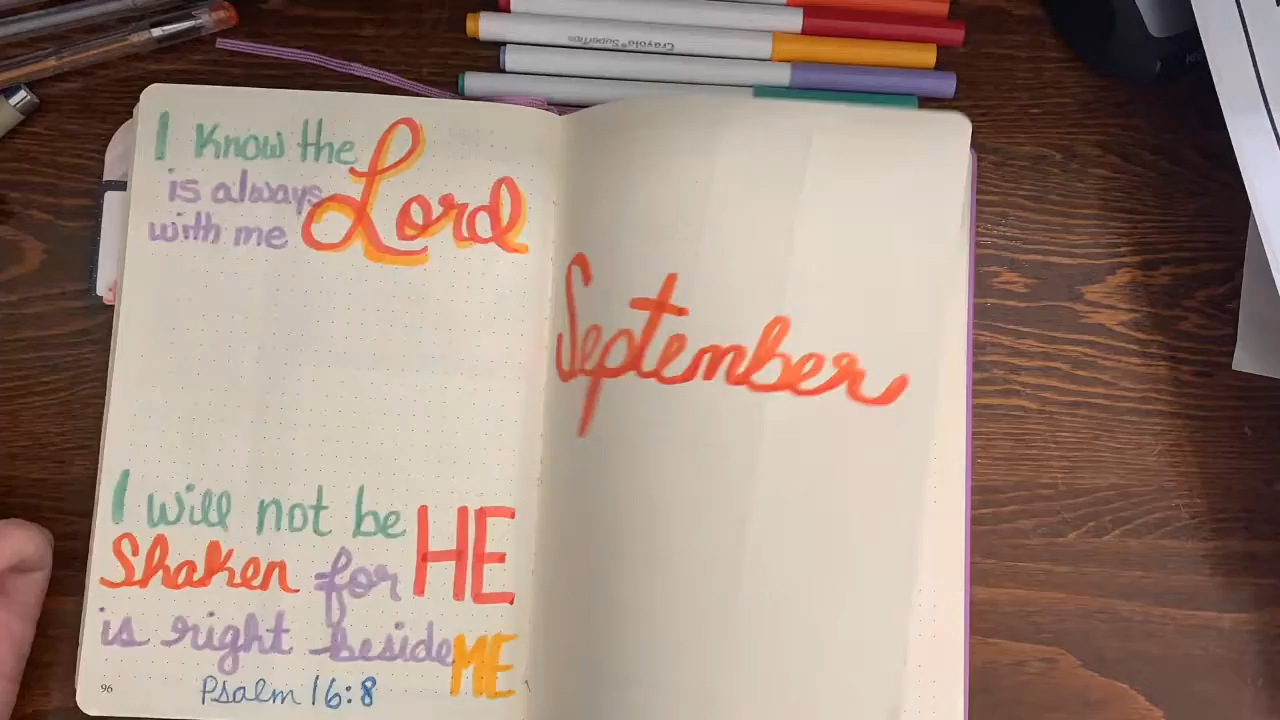 I Know the Lord
is always
with me
I will not be HE
Shaken for
is right beside ME
Psalm 16:8
96
September
Crayola SuperTips